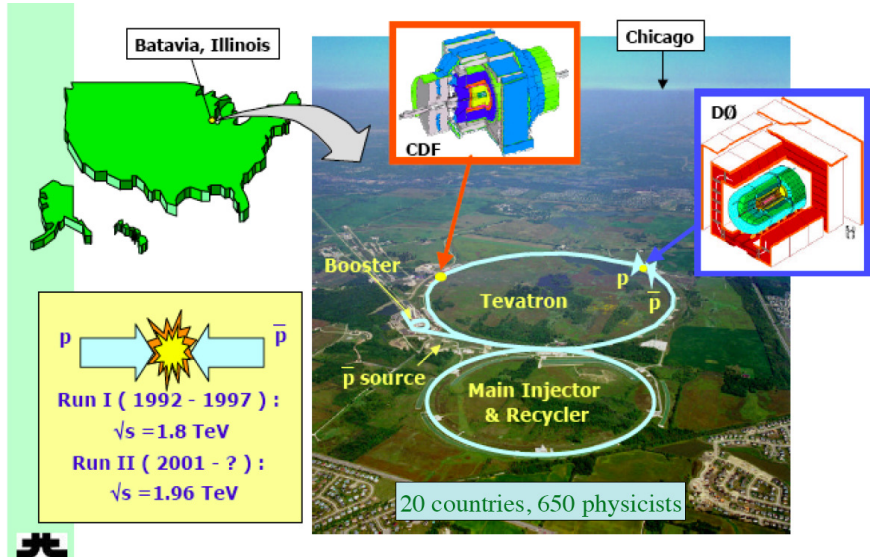 Batavia, Illinois
Chicago
CDF
DØ
Booster
p
p̅
Tevatron
p̅ source
Main Injector
& Recycler
p
p̅
Run I ( 1992 - 1997 ) :
√s =1.8 TeV
Run II ( 2001 - ? ) :
√s =1.96 TeV
20 countries, 650 physicists